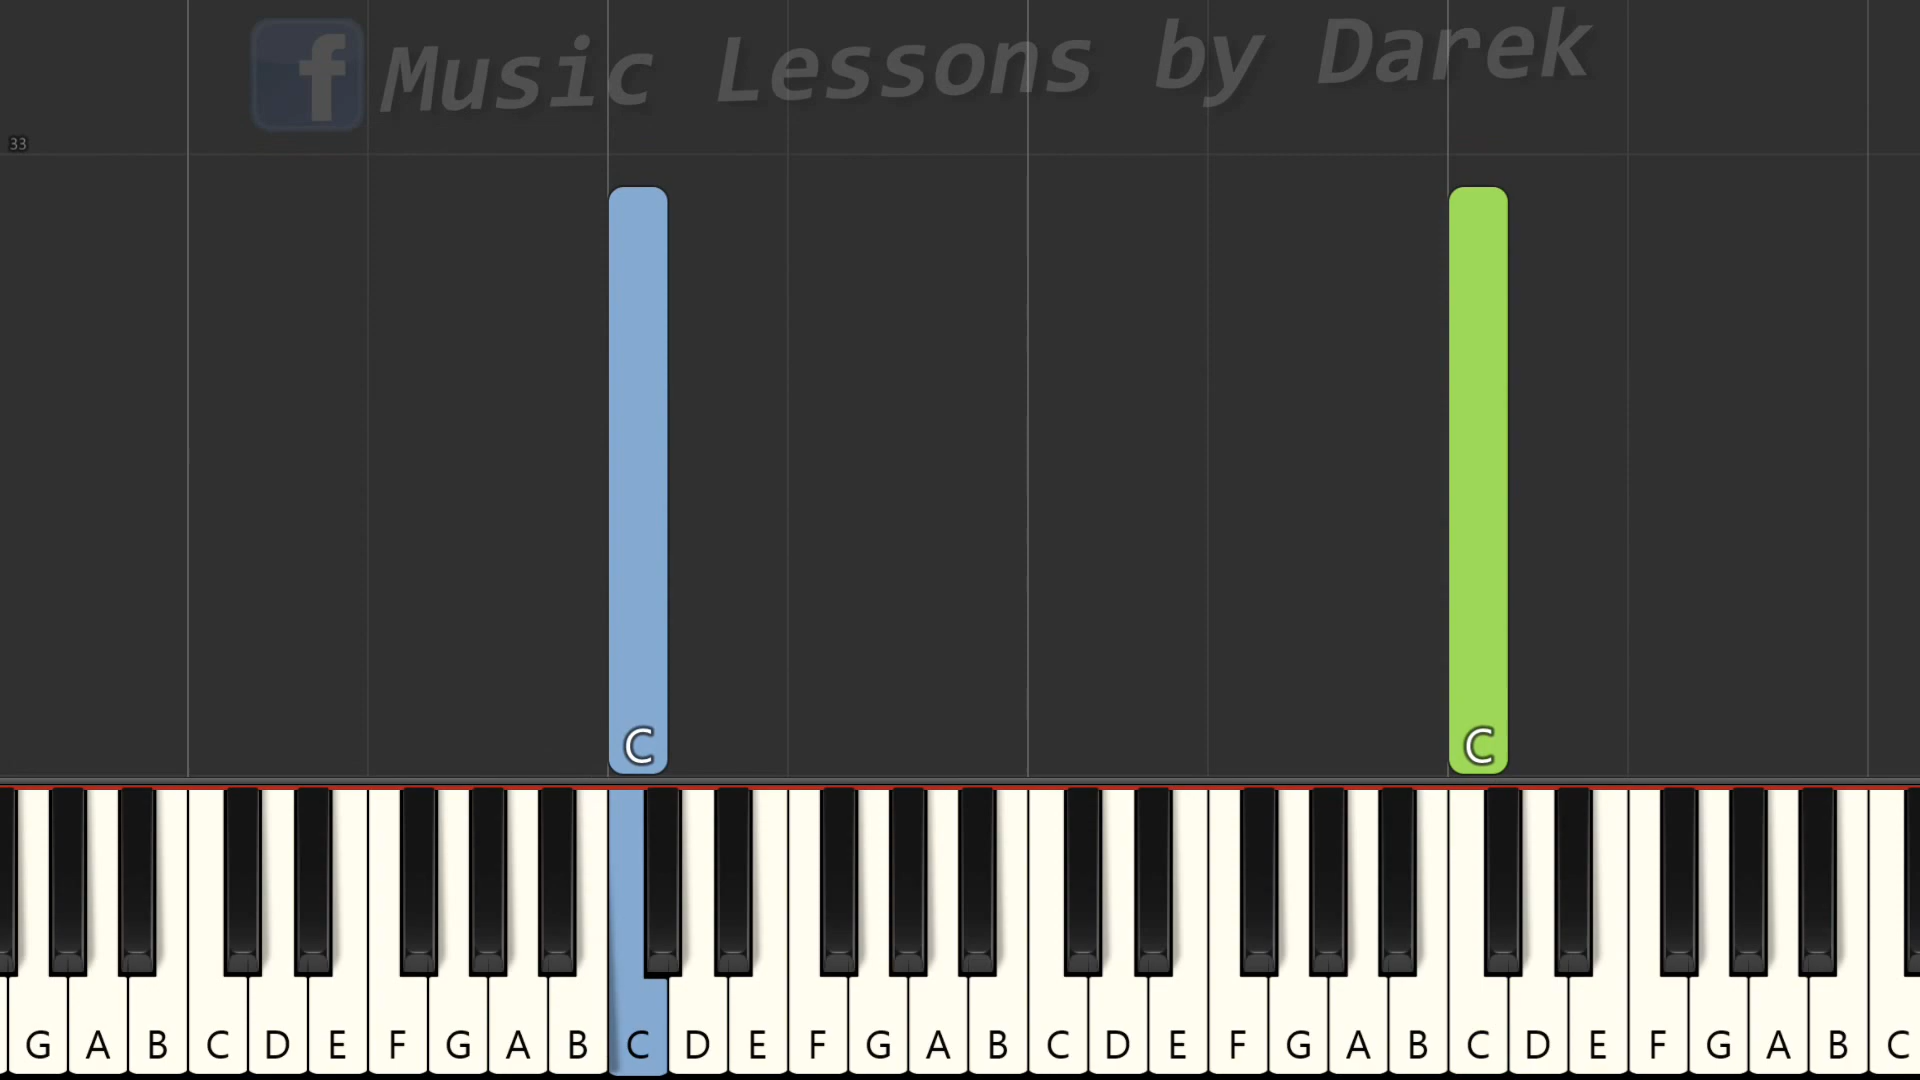 f Music Lessons by Darek
33
C C
G A B C D E F G A B C D E F G A B C D E F G A B C D E F G A B C